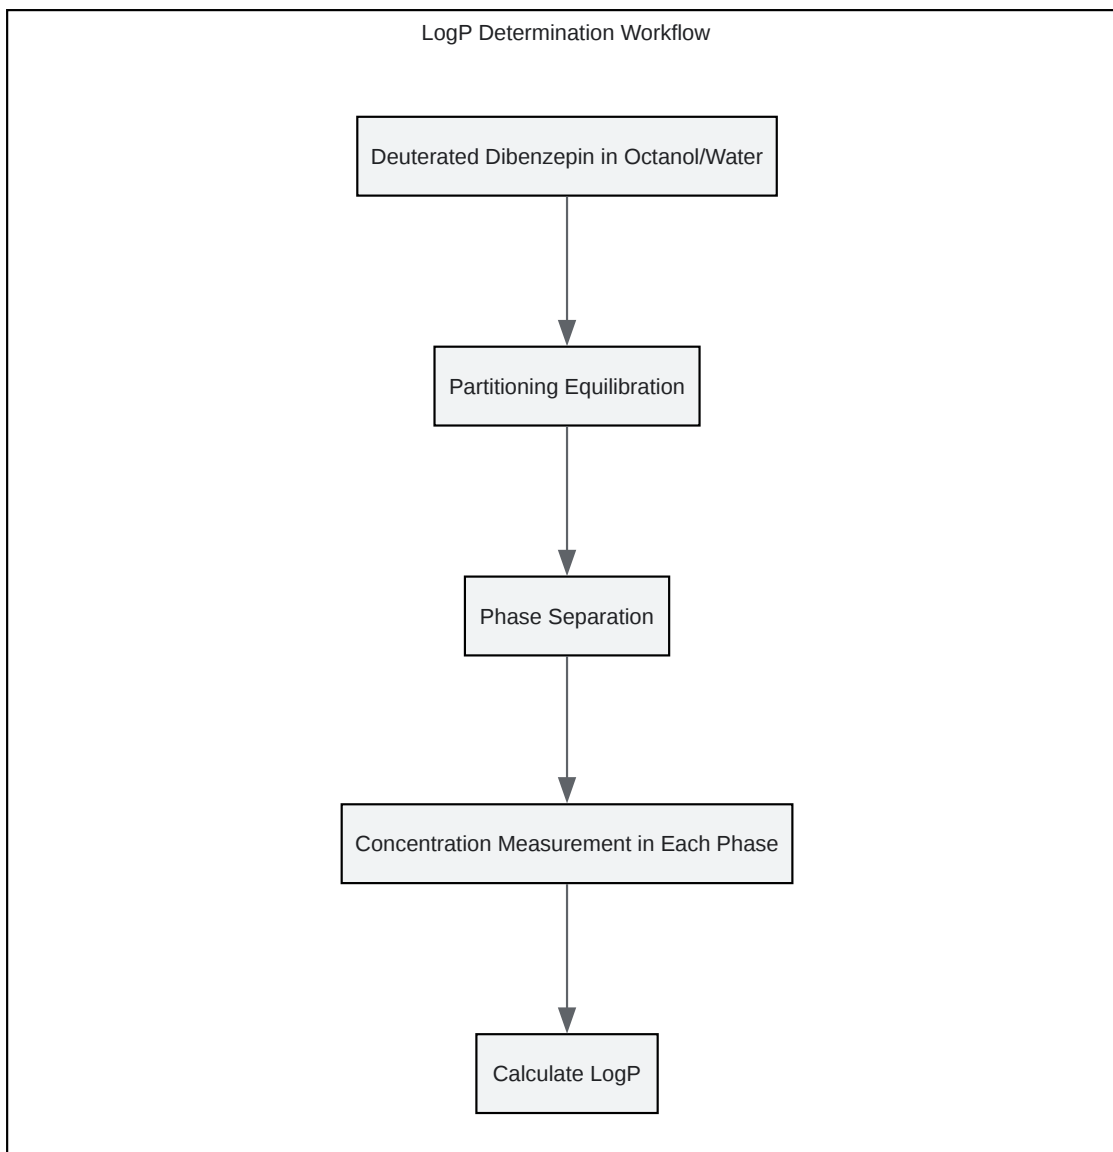 LogP Determination Workflow
Deuterated Dibenzepin in Octanol/Water
Partitioning Equilibration
Phase Separation
Concentration Measurement in Each Phase
Calculate LogP